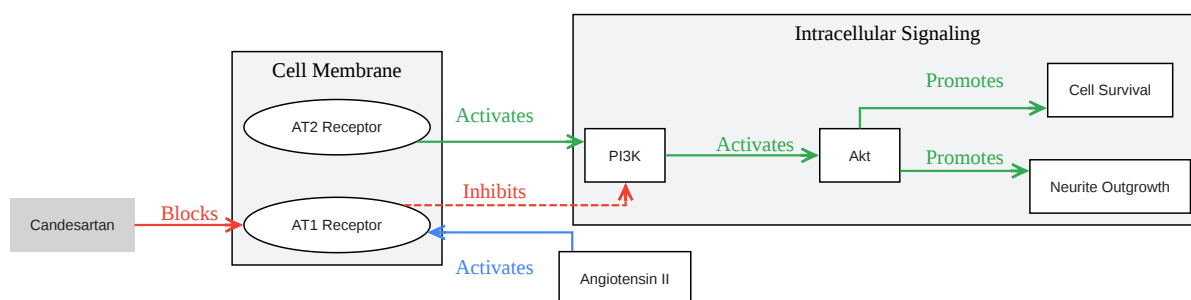 Intracellular Signaling
Cell Membrane
Promotes
Cell Survival
AT2 Receptor
Activates
PI3K
Activates
Akt
Promotes
Neurite Outgrowth
Inhibits
Candesartan
Blocks
AT1 Receptor
Activates
Angiotensin II